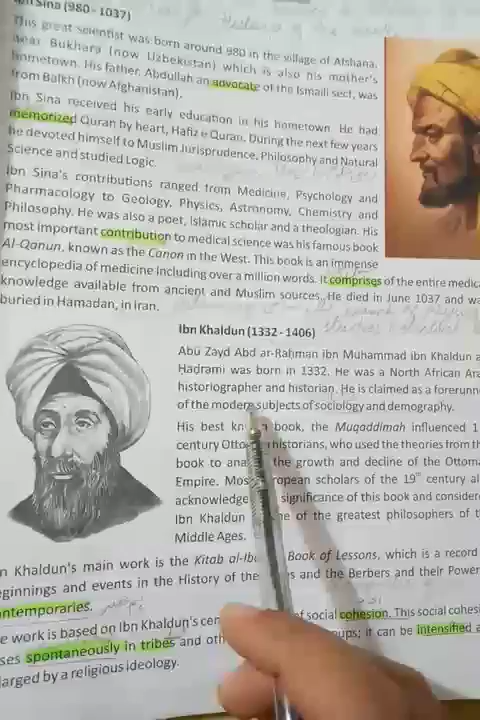 Sina (980 - 1037)
This great scientist was born around 980 in the village of Afshana,
near Bukhara (now Uzbekistan) which is also his mother's
hometown. His father, Abdullah an advocate of the Ismaili sect, was
from Balkh (now Afghanistan).
Ibn Sina received his early education in his hometown. He had
memorized Quran by heart, Hafiz e Quran. During the next few years
he devoted himself to Muslim Jurisprudence, Philosophy and Natural
Science and studied Logic.
Ibn Sina's contributions ranged from Medicine, Psychology and
Pharmacology to Geology, Physics, Astronomy, Chemistry and
Philosophy. He was also a poet, Islamic scholar and a theologian. His
most important contribution to medical science was his famous book
Al-Qanun, known as the Canon in the West. This book is an immense
encyclopedia of medicine including over a million words. It comprises of the entire medic
knowledge available from ancient and Muslim sources. He died in June 1037 and wa
buried in Hamadan, in Iran.
Ibn Khaldun (1332 - 1406)
Abū Zayd Abd ar-Raḥman ibn Muhammad ibn Khaldun a
Hadrami was born in 1332. He was a North African Ara
historiographer and historian. He is claimed as a forerunn
of the modern subjects of sociology and demography.
His best book, the Muqaddimah influenced 1
century historians, who used the theories from th
book to the growth and decline of the Ottom
Empire. scholars of the 19th century al
acknowledge significance of this book and consider
Ibn Khaldun of the greatest philosophers of t
Middle Ages.
n Khaldun's main work is the Kitab Book of Lessons, which is a record
eginnings and events in the History of the and the Berbers and their Power
ontemporaries.
e work is based on Ibn Khaldun's of social cohesion. This social cohesi
ses spontaneously in tribes and it can be intensified a
larged by a religious ideology.